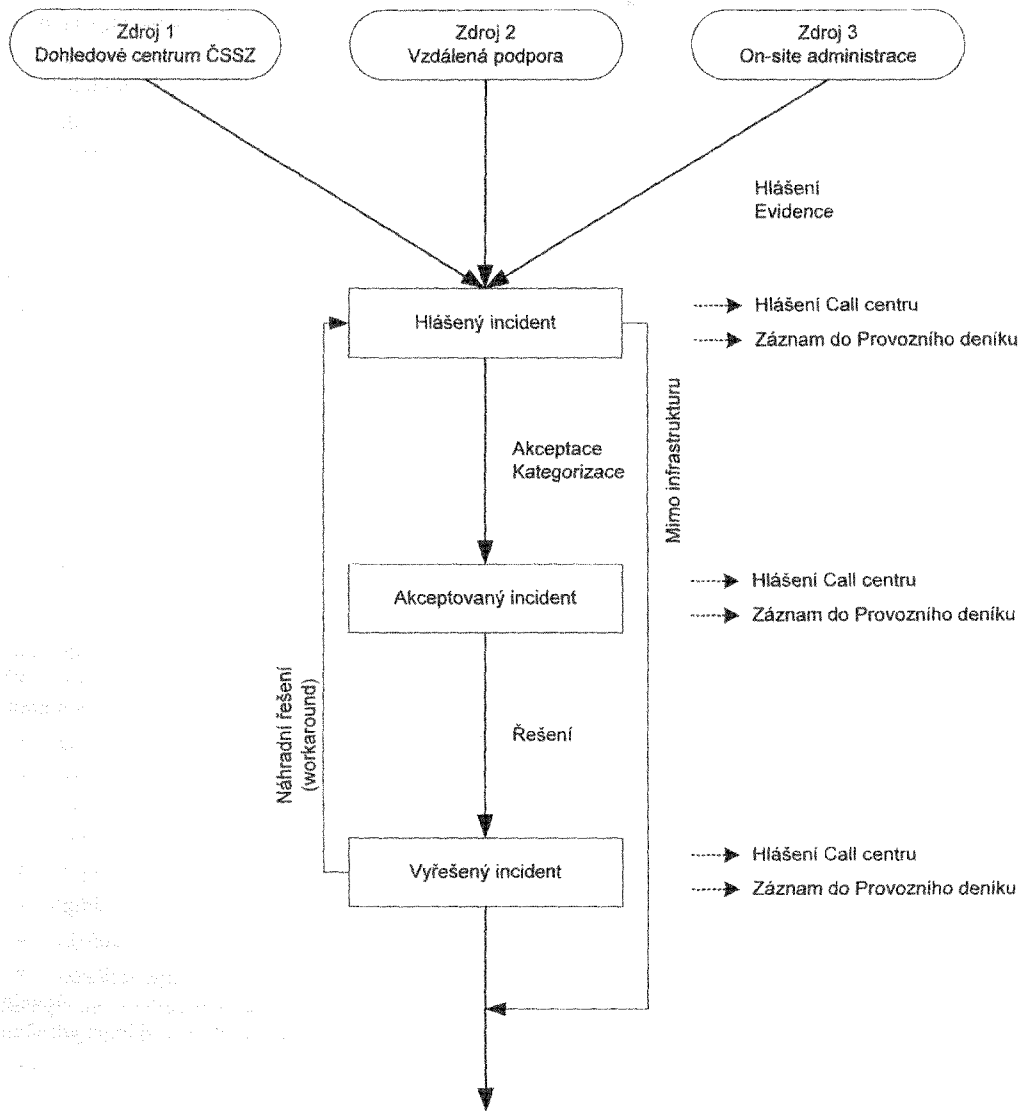 Zdroj 1
Dohledové centrum ČSSZ
Zdroj 2
Vzdálená podpora
Zdroj 3
On-site administrace
Hlášení
Evidence
Hlášený incident
Hlášení Call centru
Záznam do Provozního deníku
Mimo infrastrukturu
Akceptace
Kategorizace
Akceptovaný incident
Hlášení Call centru
Záznam do Provozního deníku
Náhradní řešení
(workaround)
Řešení
Vyřešený incident
Hlášení Call centru
Záznam do Provozního deníku